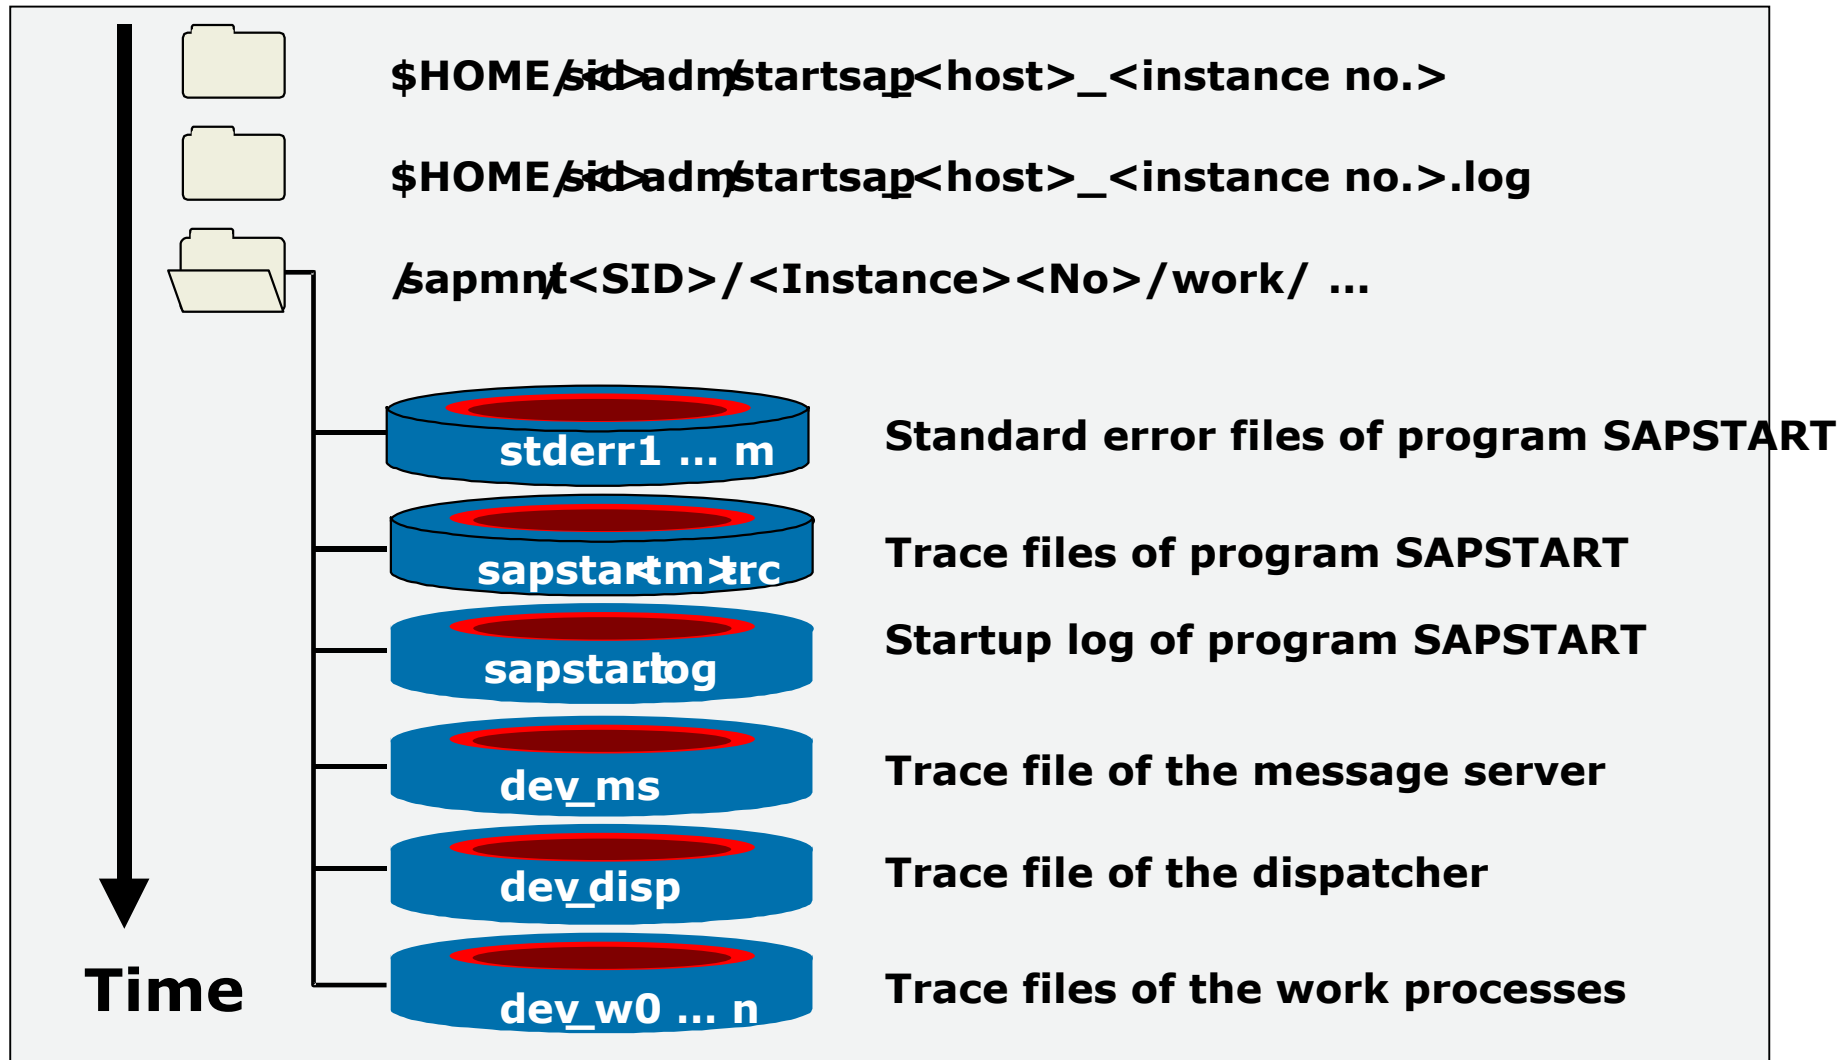 $HOME/<sid>adm/startsap_<host>_<instance no.>
$HOME/<sid>adm/startsap_<host>_<instance no.>.log
/sapmnt/<SID>/<Instance><No>/work/ ...
stderr1 ... m
Standard error files of program SAPSTART
sapstart<m>.trc
Trace files of program SAPSTART
sapstart.log
Startup log of program SAPSTART
dev_ms
Trace file of the message server
dev_disp
Trace file of the dispatcher
dev_w0 ... n
Trace files of the work processes
Time